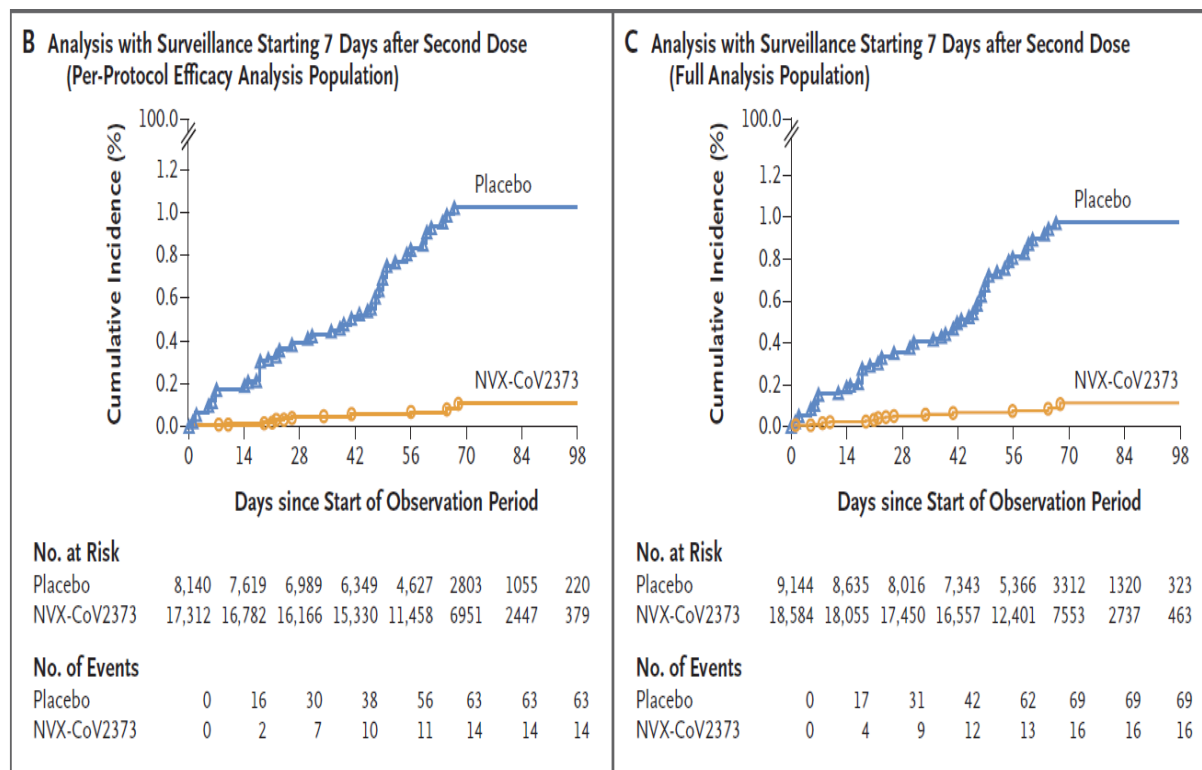 B Analysis with Surveillance Starting 7 Days after Second Dose
(Per-Protocol Efficacy Analysis Population)
Cumulative Incidence (%)
100.0
1.2
1.0
0.8
0.6
0.4
0.2
0.0
Placebo
NVX-CoV2373
0 14 28 42 56 70 84 98
Days since Start of Observation Period
No. at Risk
Placebo 8,140 7,619 6,989 6,349 4,627 2803 1055 220
NVX-CoV2373 17,312 16,782 16,166 15,330 11,458 6951 2447 379
No. of Events
Placebo 0 16 30 38 56 63 63 63
NVX-CoV2373 0 2 7 10 11 14 14 14
C Analysis with Surveillance Starting 7 Days after Second Dose
(Full Analysis Population)
Cumulative Incidence (%)
100.0
1.2
1.0
0.8
0.6
0.4
0.2
0.0
Placebo
NVX-CoV2373
0 14 28 42 56 70 84 98
Days since Start of Observation Period
No. at Risk
Placebo 9,144 8,635 8,016 7,343 5,366 3312 1320 323
NVX-CoV2373 18,584 18,055 17,450 16,557 12,401 7553 2737 463
No. of Events
Placebo 0 17 31 42 62 69 69 69
NVX-CoV2373 0 4 9 12 13 16 16 16